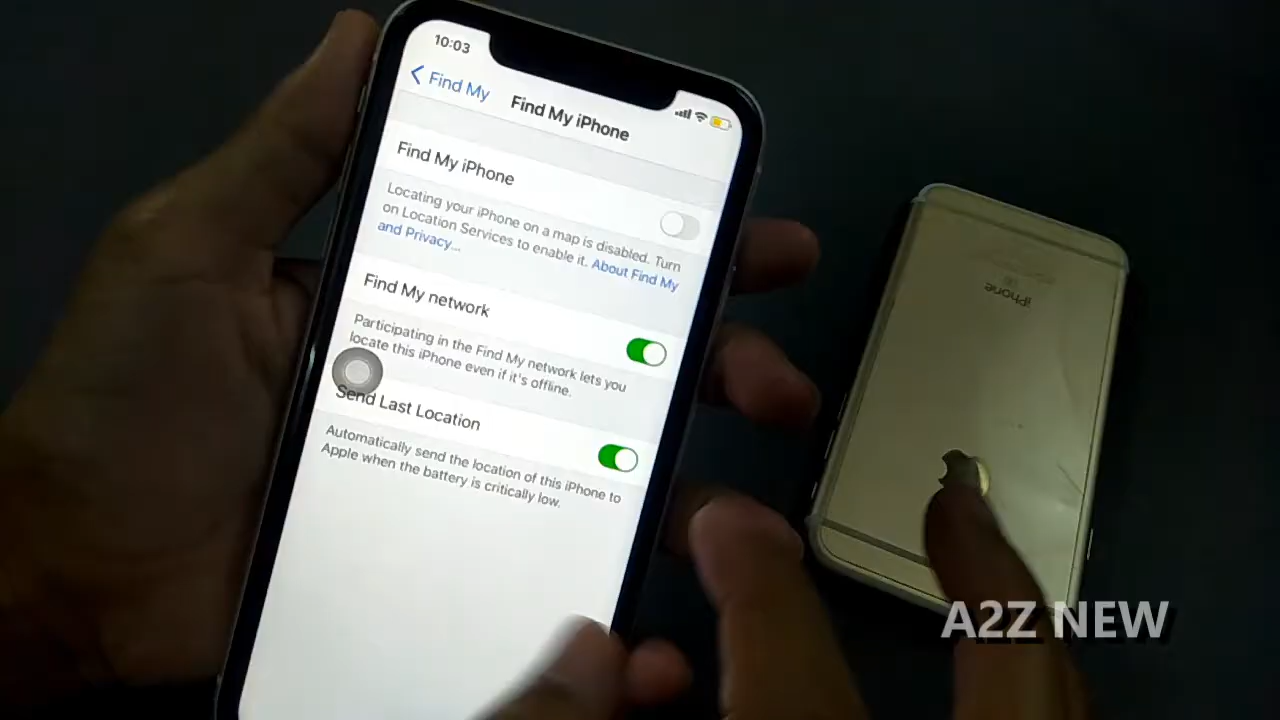 10:03
Find My
Find My iPhone
Find My iPhone
Locating your iPhone on a map is disabled. Turn
on Location Services to enable it. About Find My
and Privacy...
Find My network
Participating in the Find My network lets you
locate this iPhone even if it's offline.
Send Last Location
Automatically send the location of this iPhone to
Apple when the battery is critically low.
iPhone
A2Z NEW